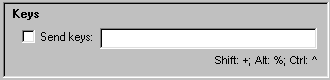 Keys
Send keys:
Shift: +; Alt: %; Ctrl: ^